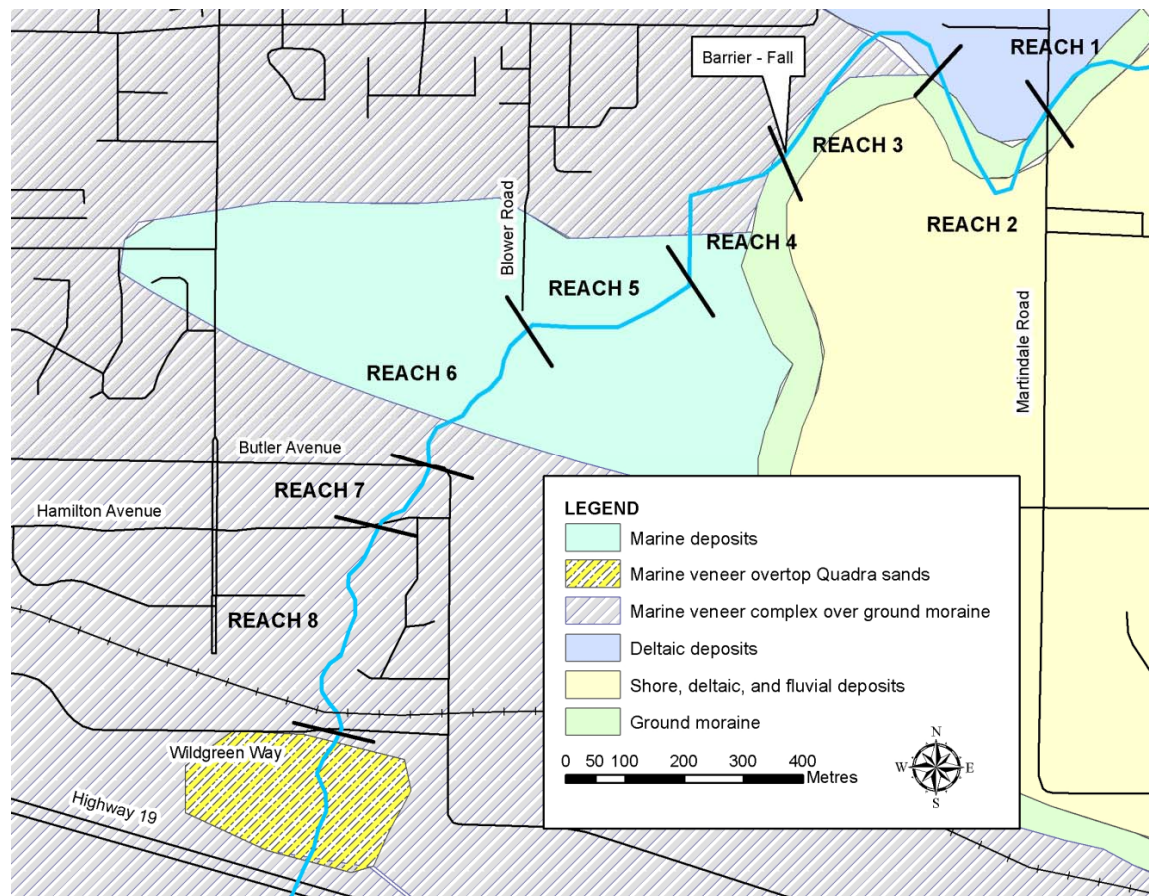 REACH 1
Barrier - Fall
REACH 3
REACH 2
REACH 4
Blower Road
REACH 5
Martindale Road
REACH 6
Butler Avenue
REACH 7
Hamilton Avenue
REACH 8
Wildgreen Way
Highway 19
LEGEND
Marine deposits
Marine veneer overtop Quadra sands
Marine veneer complex over ground moraine
Deltaic deposits
Shore, deltaic, and fluvial deposits
Ground moraine
0 50 100 200 300 400
Metres
N
W E
S